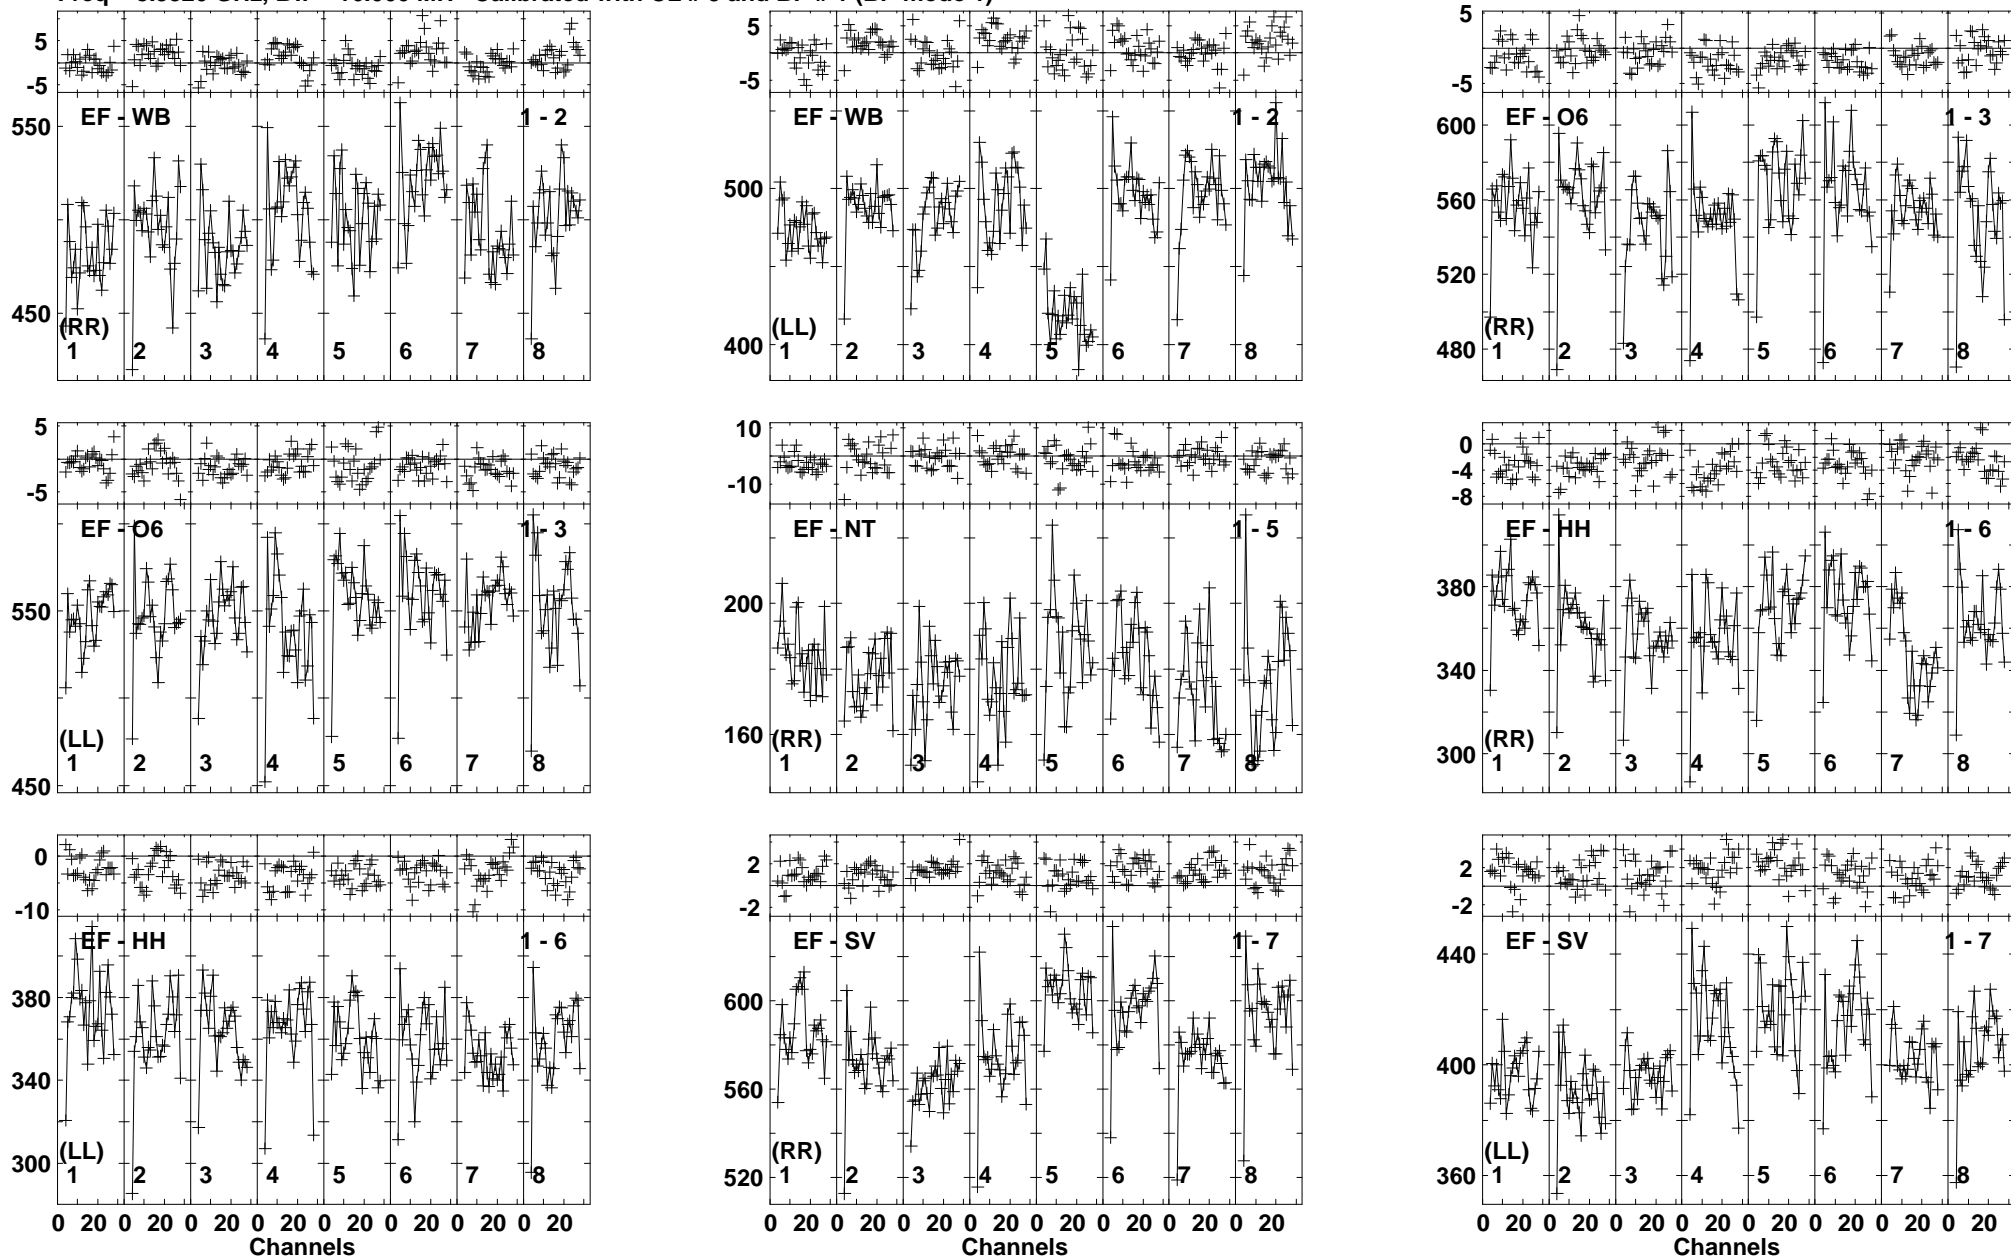 5
-5
EF - WB 1 - 2
550
450
(RR)
1 2 3 4 5 6 7 8
5
-5
EF - WB 1 - 2
500
400
(LL)
1 2 3 4 5 6 7 8
5
-5
EF - O6 1 - 3
600
560
520
480
(RR)
1 2 3 4 5 6 7 8
5
-5
EF - O6 1 - 3
550
450
(LL)
1 2 3 4 5 6 7 8
10
-10
EF - NT 1 - 5
200
160
(RR)
1 2 3 4 5 6 7 8
0
-4
-8
EF - HH 1 - 6
380
340
300
(RR)
1 2 3 4 5 6 7 8
0
-10
EF - HH 1 - 6
380
340
300
(LL)
1 2 3 4 5 6 7 8
0 20 0 20 0 20 0 20 0 20 0 20 0 20 0 20
Channels
2
-2
EF - SV 1 - 7
600
560
520
(RR)
1 2 3 4 5 6 7 8
0 20 0 20 0 20 0 20 0 20 0 20 0 20 0 20
Channels
2
-2
EF - SV 1 - 7
440
400
360
(LL)
1 2 3 4 5 6 7 8
0 20 0 20 0 20 0 20 0 20 0 20 0 20 0 20
Channels